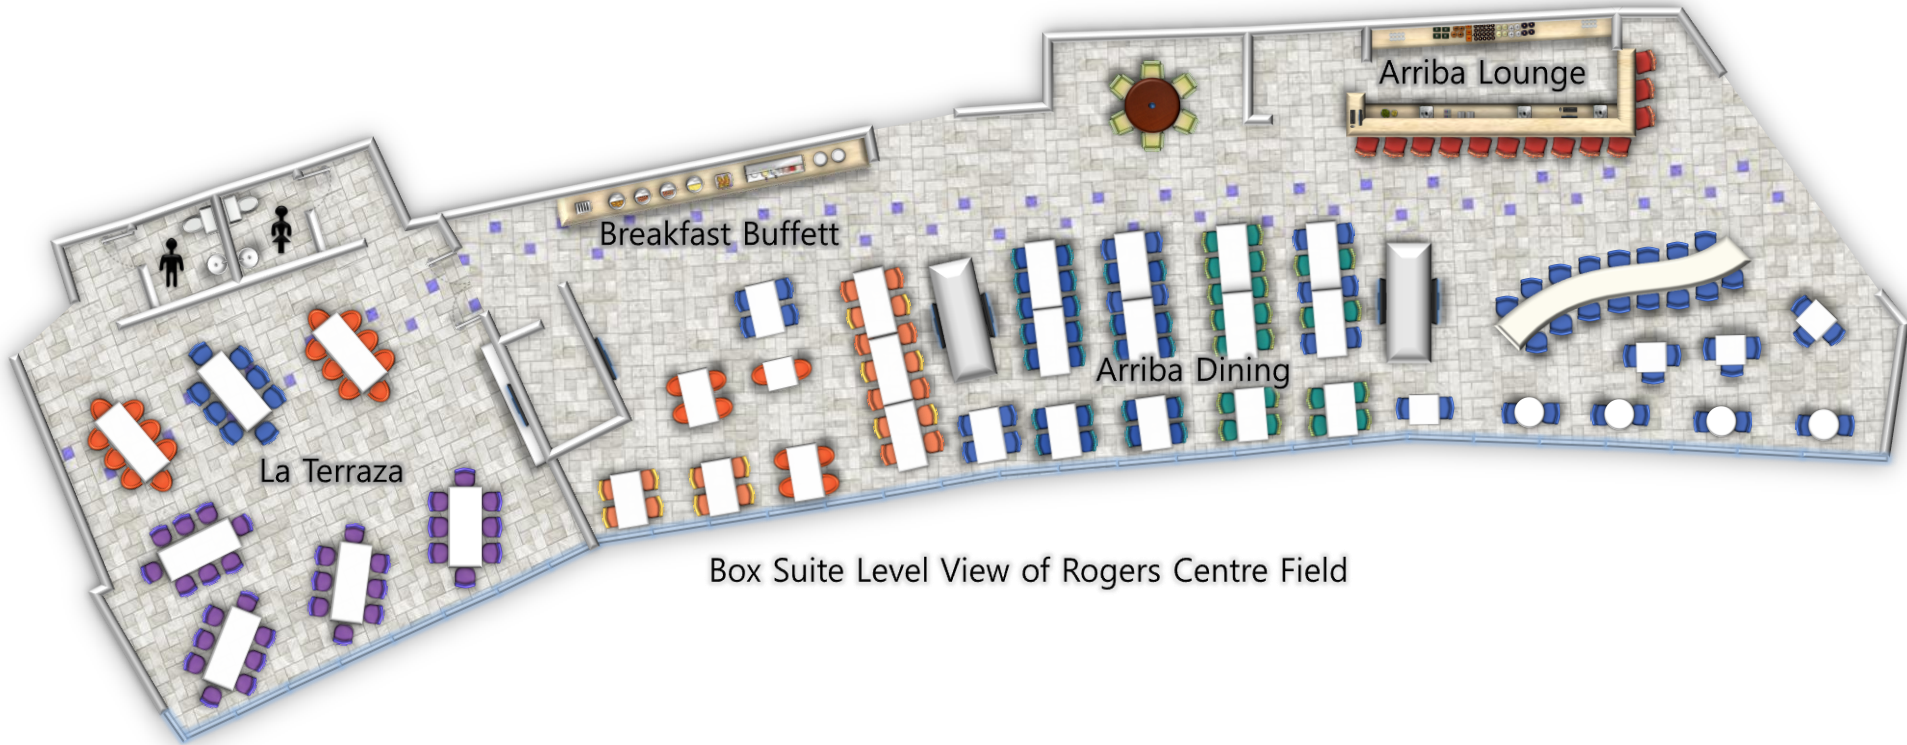 Arriba Lounge
Breakfast Buffett
Arriba Dining
La Terraza
Box Suite Level View of Rogers Centre Field